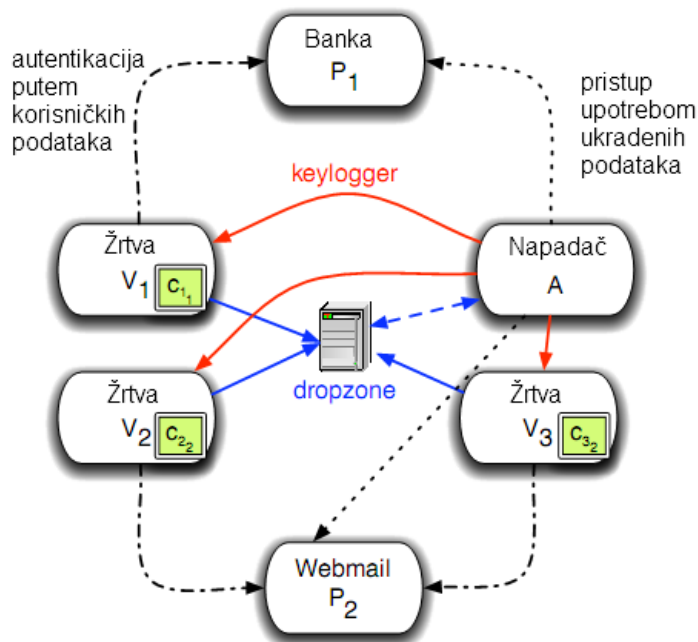 Banka
P1
autentikacija
putem
korisničkih
podataka
pristup
upotrebom
ukradenih
podataka
keylogger
Žrtva
V1
c11
Napadač
A
dropzone
Žrtva
V2
c22
Žrtva
V3
c32
Webmail
P2